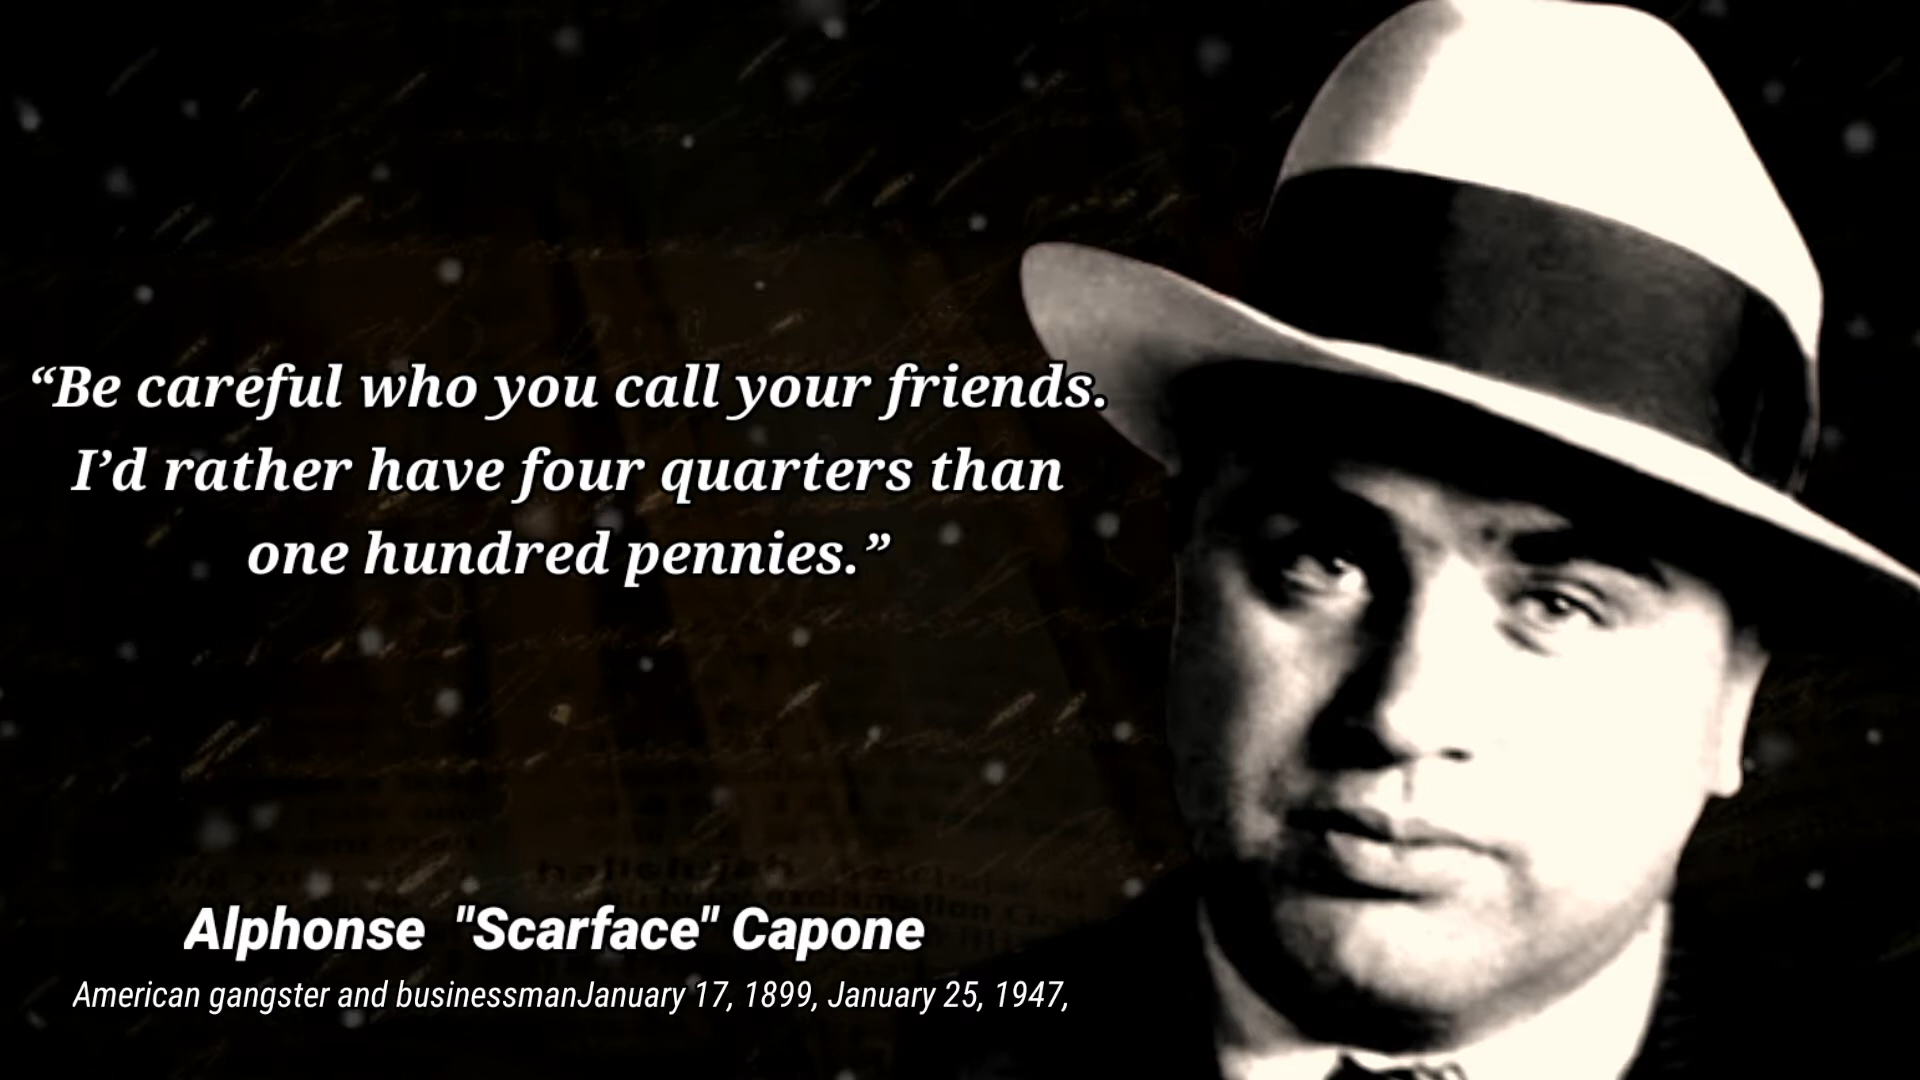 “Be careful who you call your friends.
I’d rather have four quarters than
one hundred pennies.”
hallelujah
Alphonse "Scarface" Capone
American gangster and businessmanJanuary 17, 1899, January 25, 1947,